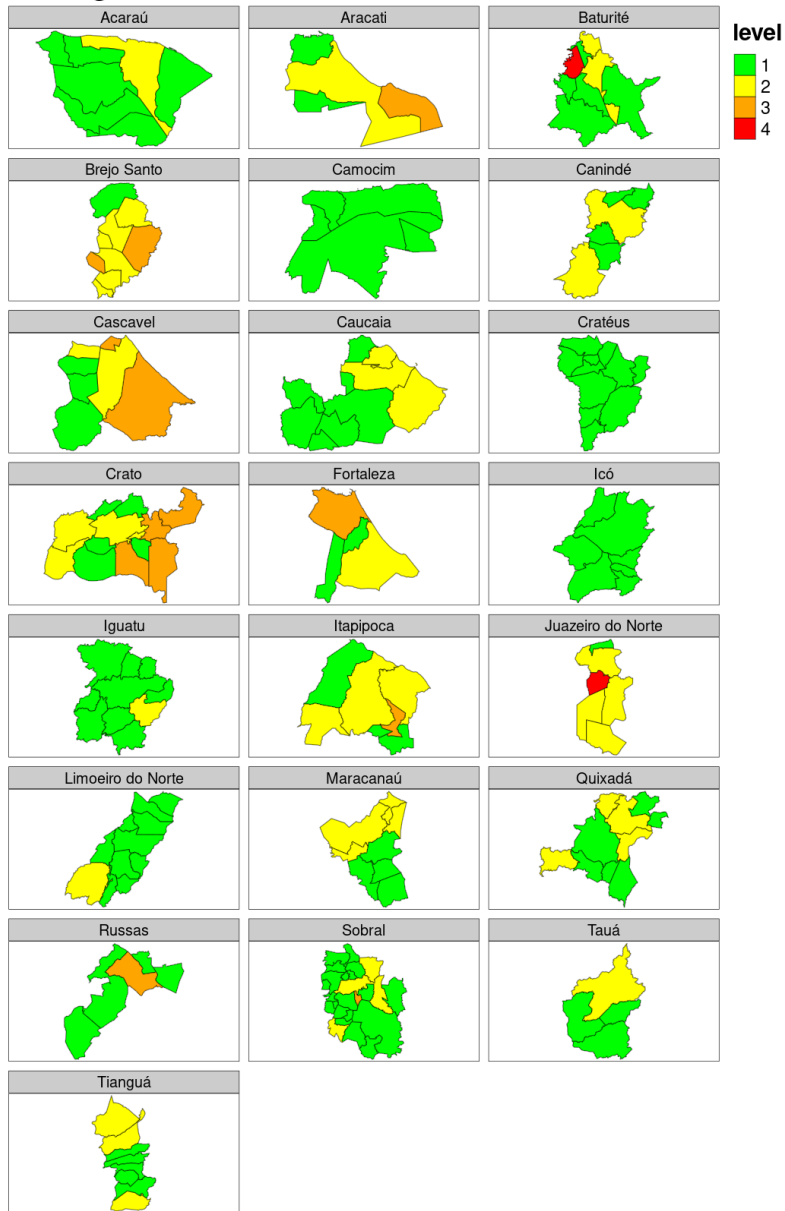 Acaraú
Aracati
Baturité
level
1
2
3
4
Brejo Santo
Camocim
Canindé
Cascavel
Caucaia
Cratéus
Crato
Fortaleza
Icó
Iguatu
Itapipoca
Juazeiro do Norte
Limoeiro do Norte
Maracanaú
Quixadá
Russas
Sobral
Tauá
Tianguá